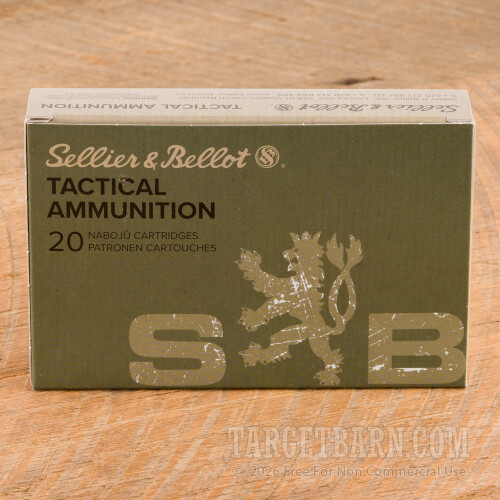 TACTICAL AMMUNITION
Sellier & Bellot
Sellier & Bellot S&B ®
TACTICAL
AMMUNITION
20 NABOJŮ CARTRIDGES
PATRONEN CARTOUCHES
S B
TARGETBARN.COM
© 2026 Free For Non Commercial Use